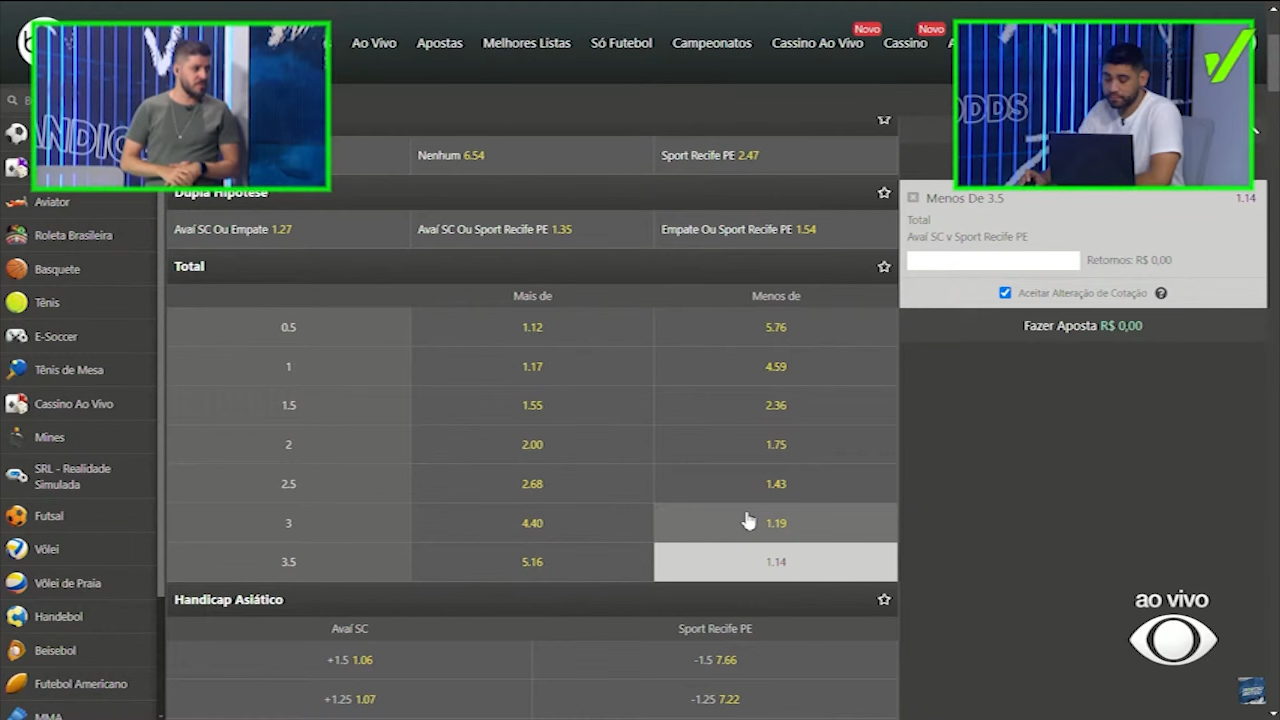 Ao Vivo
Apostas
Melhores Listas
Só Futebol
Campeonatos
Cassino Ao Vivo
Novo
Cassino
Novo
Nenhum 6.54
Sport Recife PE 2.47
Dupla Hipótese
Avaí SC Ou Empate 1.27
Avaí SC Ou Sport Recife PE 1.35
Empate Ou Sport Recife PE 1.54
Total
Mais de
Menos de
0.5 1.12 5.76
1 1.17 4.59
1.5 1.55 2.36
2 2.00 1.75
2.5 2.68 1.43
3 4.40 1.19
3.5 5.16 1.14
Handicap Asiático
Avaí SC
Sport Recife PE
+1.5 1.06
-1.5 7.66
+1.25 1.07
-1.25 7.22
Aviator
Roleta Brasileira
Basquete
Tênis
E-Soccer
Tênis de Mesa
Cassino Ao Vivo
Mines
SRL - Realidade
Simulada
Futsal
Vôlei
Vôlei de Praia
Handebol
Beisebol
Futebol Americano
MMA
Menos De 3.5 1.14
Total
Avaí SC v Sport Recife PE
Retornos: R$ 0,00
Aceitar Alteração de Cotação
Fazer Aposta R$ 0,00
ODDS
ao vivo